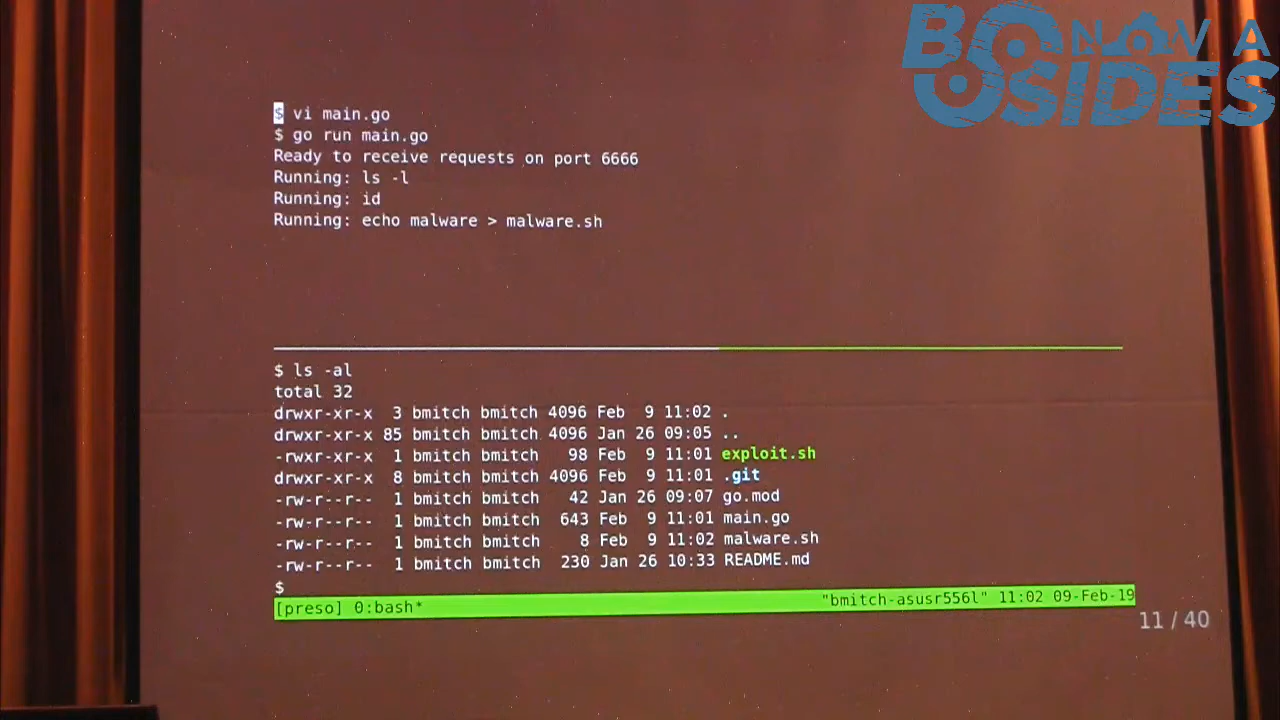 BSIDES
NOVA
$ vi main.go
$ go run main.go
Ready to receive requests on port 6666
Running: ls -l
Running: id
Running: echo malware > malware.sh
$ ls -al
total 32
drwxr-xr-x  3 bmitch bmitch 4096 Feb  9 11:02 .
drwxr-xr-x 85 bmitch bmitch 4096 Jan 26 09:05 ..
-rwxr-xr-x  1 bmitch bmitch   98 Feb  9 11:01 exploit.sh
drwxr-xr-x  8 bmitch bmitch 4096 Feb  9 11:01 .git
-rw-r--r--  1 bmitch bmitch   42 Jan 26 09:07 go.mod
-rw-r--r--  1 bmitch bmitch  643 Feb  9 11:01 main.go
-rw-r--r--  1 bmitch bmitch    8 Feb  9 11:02 malware.sh
-rw-r--r--  1 bmitch bmitch  230 Jan 26 10:33 README.md
$
[preso] 0:bash* "bmitch-asusr556l" 11:02 09-Feb-19
11 / 40